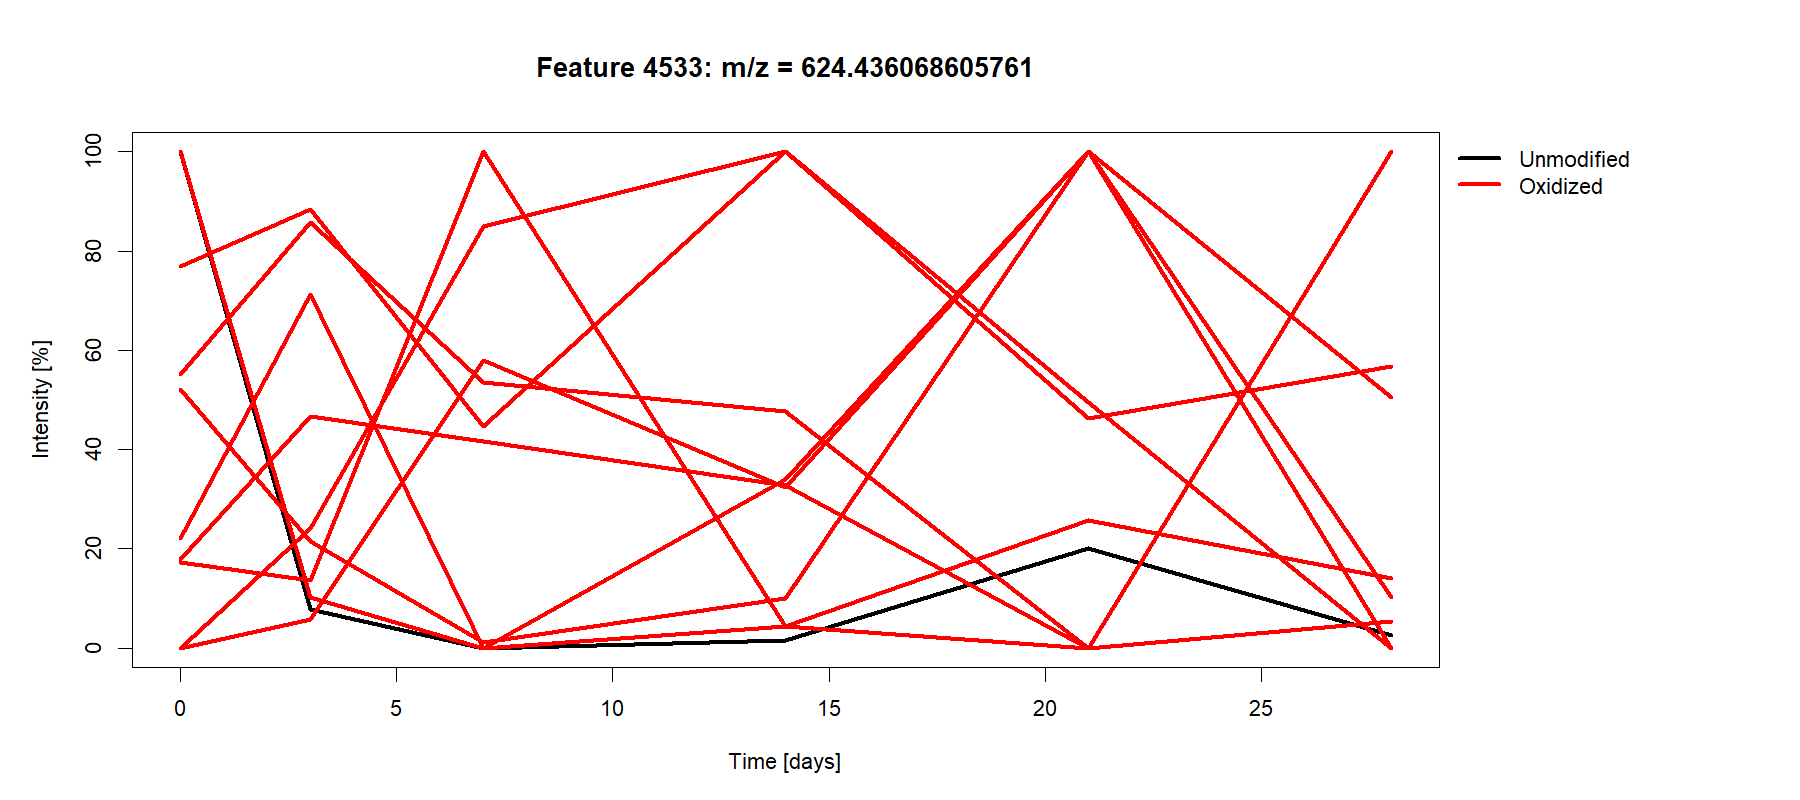 Feature 4533: m/z = 624.436068605761
100
80
60
40
20
0
Intensity [%]
0 5 10 15 20 25
Time [days]
Unmodified
Oxidized